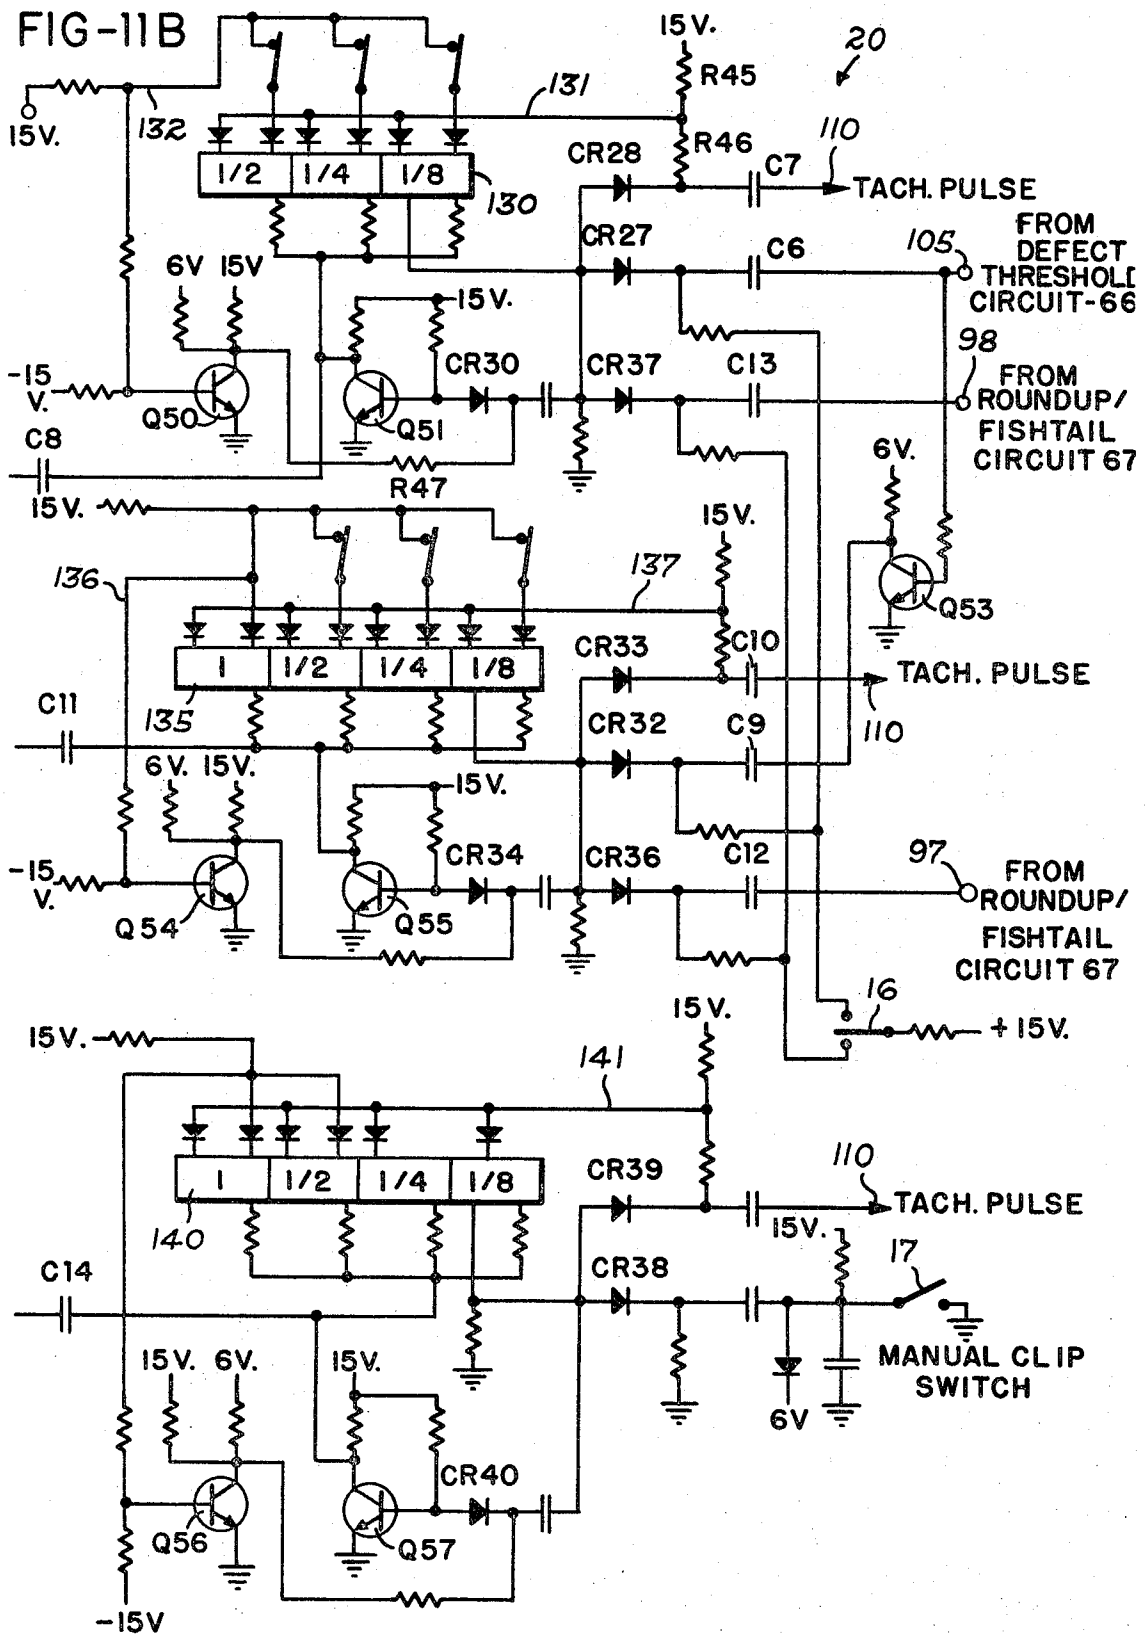 FIG-11B
15V.
20
R45
131
132
15V.
R46
110
CR28
C7
1/2 1/4 1/8
130
TACH. PULSE
CR27
C6
105
FROM
DEFECT
THRESHOLD
CIRCUIT-66
6V 15V
15V.
98
-15
V.
CR30
CR37
C13
FROM
ROUNDUP/
FISHTAIL
CIRCUIT 67
Q50
Q51
C8
6V.
R47
15V.
15V.
136
137
Q53
1 1/2 1/4 1/8
CR33
C10
TACH. PULSE
C11
135
CR32
C9
110
6V. 15V.
15V.
-15
V.
CR34
CR36
C12
97
FROM
ROUNDUP/
FISHTAIL
CIRCUIT 67
Q54
Q55
16
15V.
+15V.
15V.
141
1 1/2 1/4 1/8
CR39
110
TACH. PULSE
140
15V.
17
C14
CR38
MANUAL CLIP
SWITCH
15V. 6V.
15V.
6V
CR40
Q56
Q57
-15V